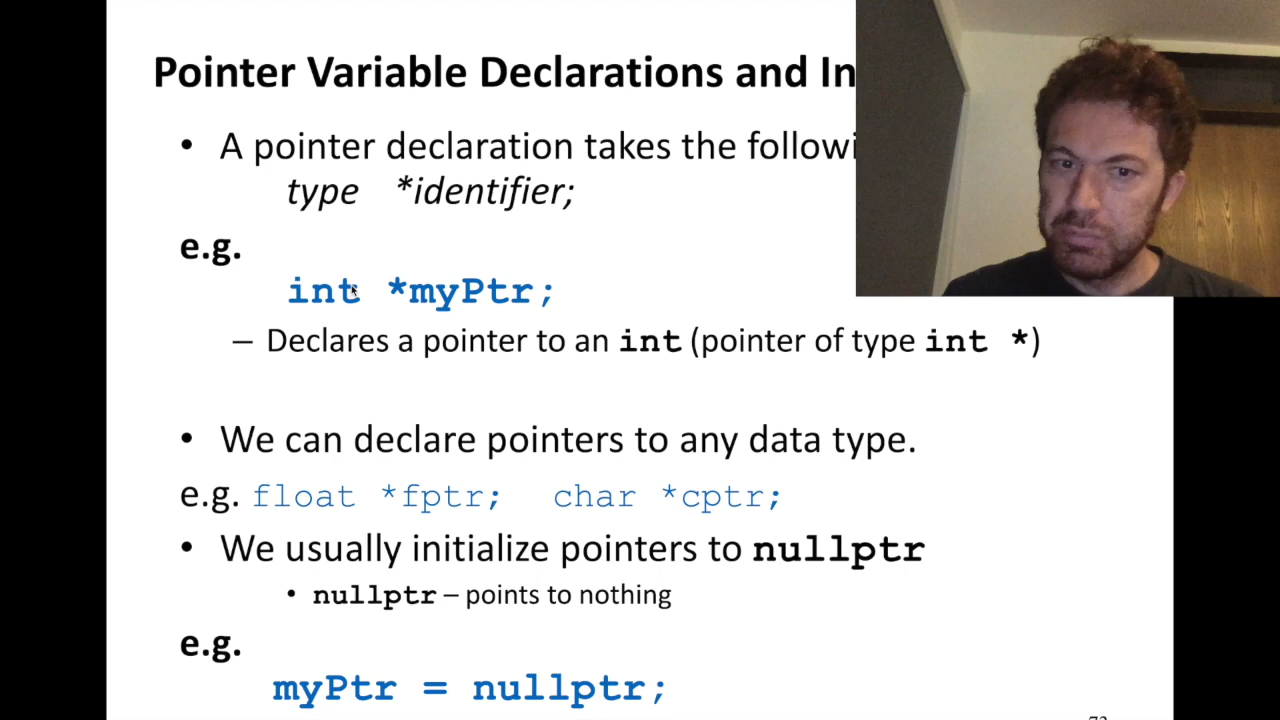 Pointer Variable Declarations and In
• A pointer declaration takes the followi
type *identifier;
e.g.
int *myPtr;
– Declares a pointer to an int (pointer of type int *)
• We can declare pointers to any data type.
e.g. float *fptr; char *cptr;
• We usually initialize pointers to nullptr
• nullptr – points to nothing
e.g.
myPtr = nullptr;